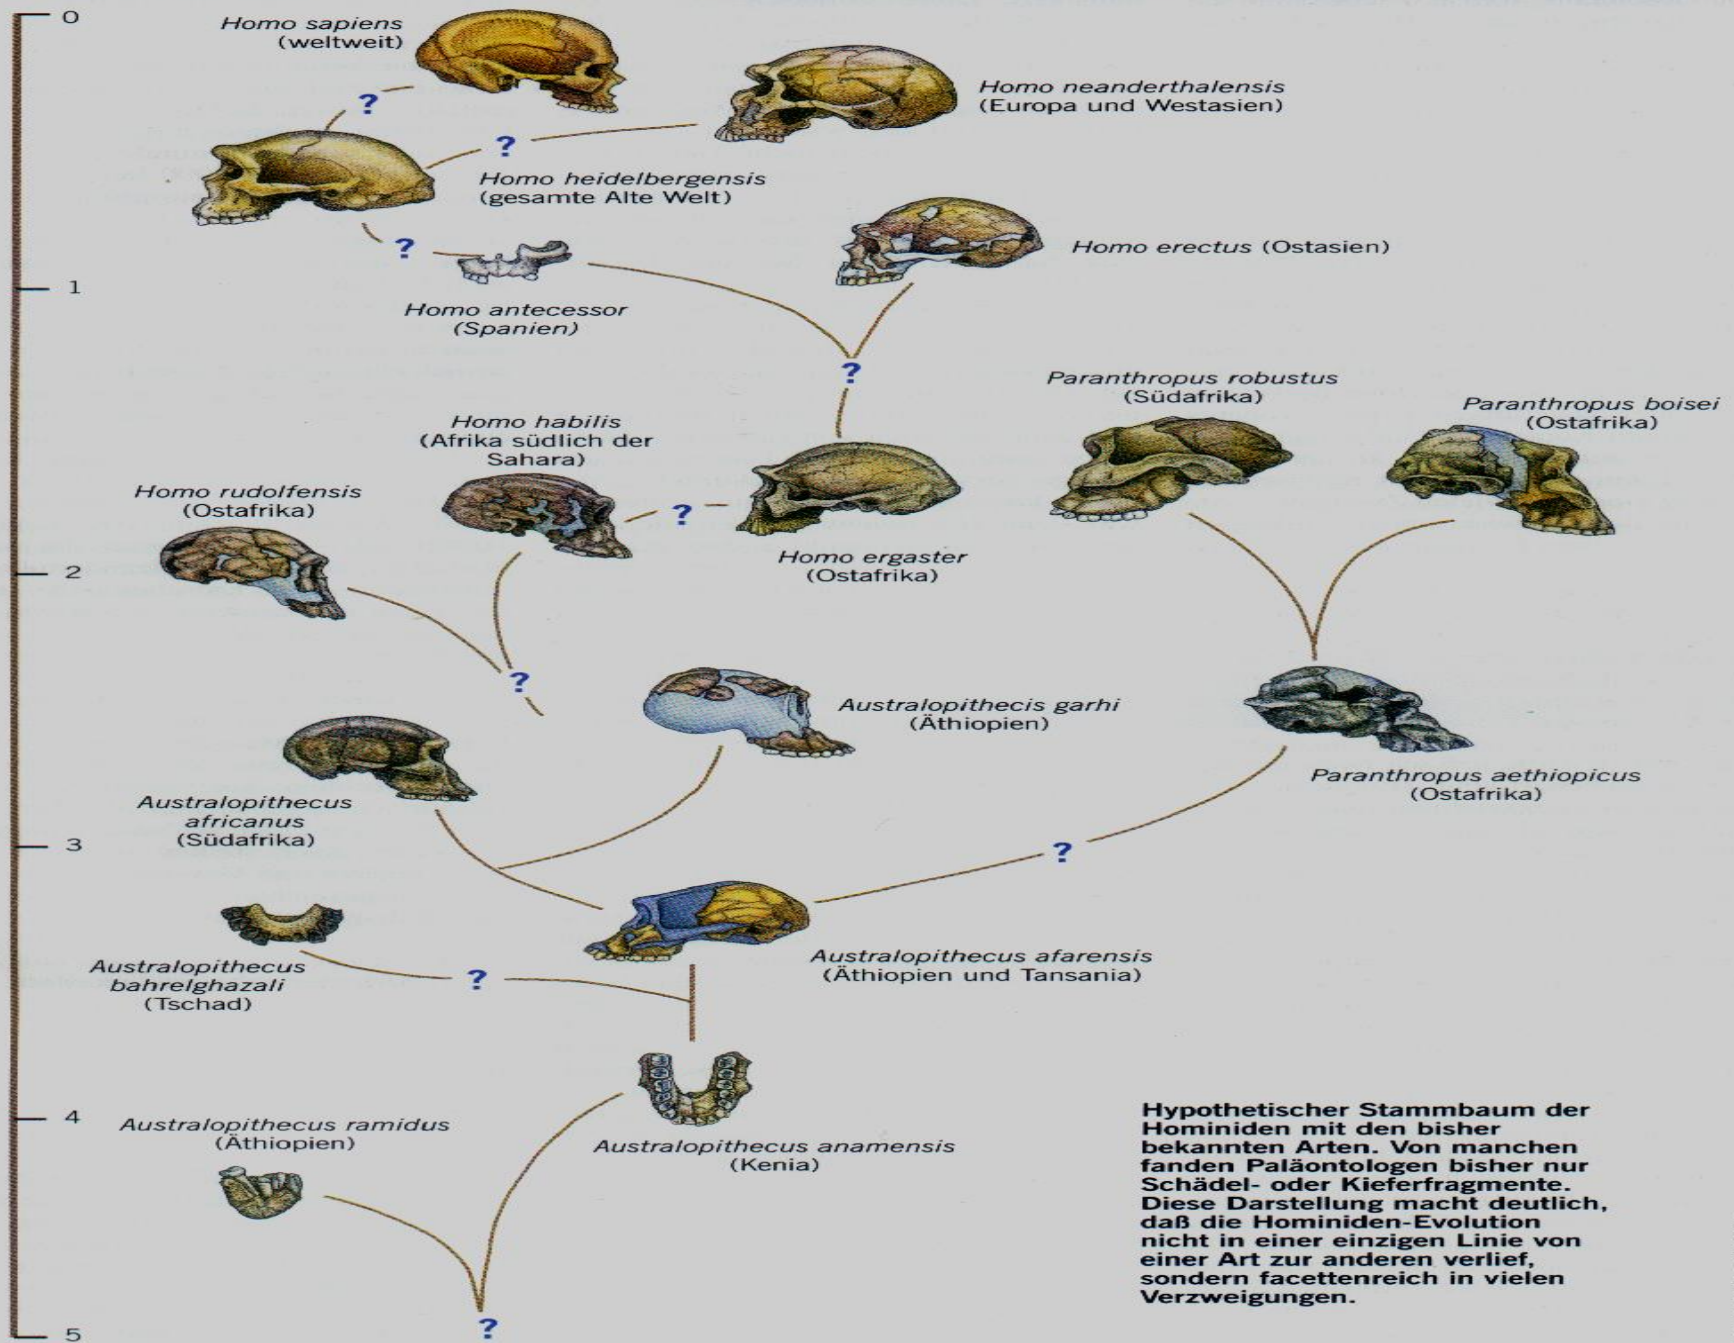 0
Homo sapiens
(weltweit)
?
Homo neanderthalensis
(Europa und Westasien)
?
Homo heidelbergensis
(gesamte Alte Welt)
?
Homo erectus (Ostasien)
1
Homo antecessor
(Spanien)
?
Paranthropus robustus
(Südafrika)
Paranthropus boisei
(Ostafrika)
Homo habilis
(Afrika südlich der
Sahara)
Homo rudolfensis
(Ostafrika)
?
Homo ergaster
(Ostafrika)
2
?
Australopithecis garhi
(Äthiopien)
Paranthropus aethiopicus
(Ostafrika)
Australopithecus
africanus
(Südafrika)
3
?
Australopithecus
bahrelghazali
(Tschad)
?
Australopithecus afarensis
(Äthiopien und Tansania)
4
Australopithecus ramidus
(Äthiopien)
Australopithecus anamensis
(Kenia)
Hypothetischer Stammbaum der
Hominiden mit den bisher
bekannten Arten. Von manchen
fanden Paläontologen bisher nur
Schädel- oder Kieferfragmente.
Diese Darstellung macht deutlich,
daß die Hominiden-Evolution
nicht in einer einzigen Linie von
einer Art zur anderen verlief,
sondern facettenreich in vielen
Verzweigungen.
?
5